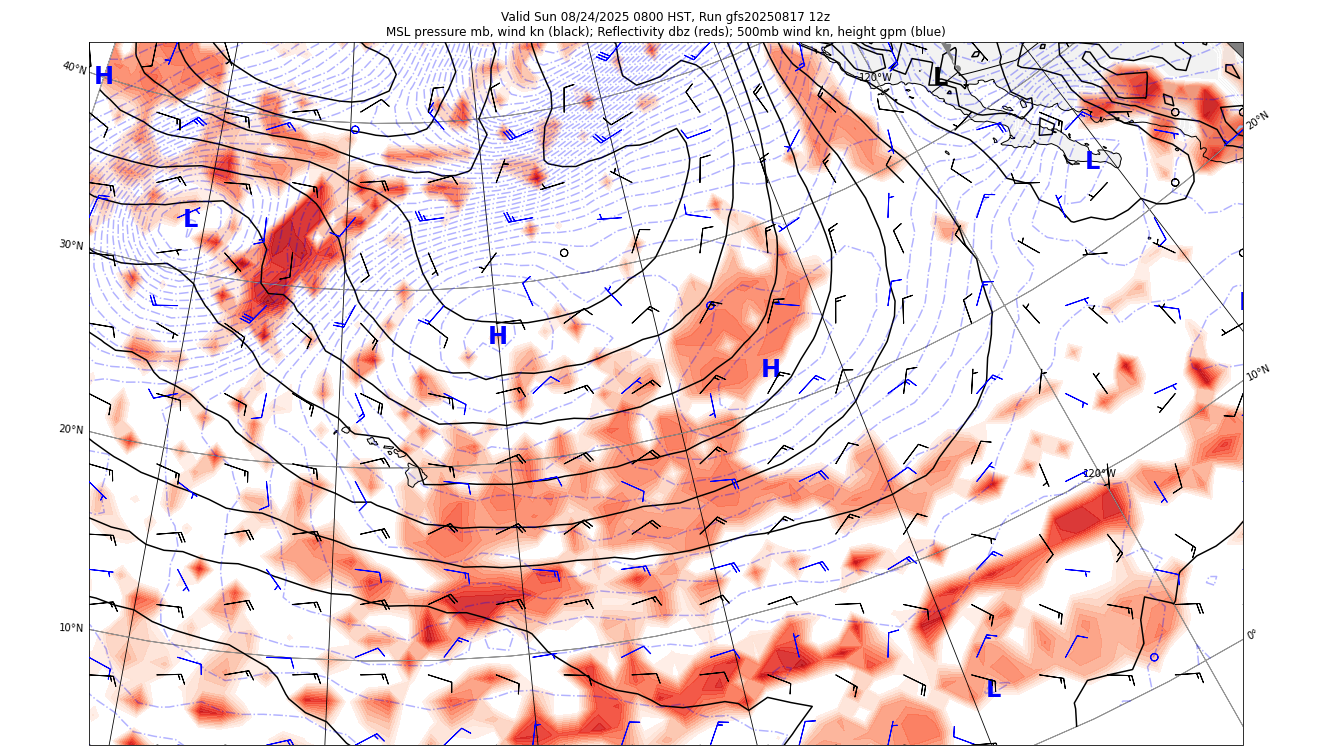 Valid Sun 08/24/2025 0800 HST, Run gfs20250817 12z
MSL pressure mb, wind kn (black); Reflectivity dbz (reds); 500mb wind kn, height gpm (blue)
40°N
H
120°W
L
20°N
L
L
30°N
H
H
10°N
20°N
120°W
10°N
0°
L